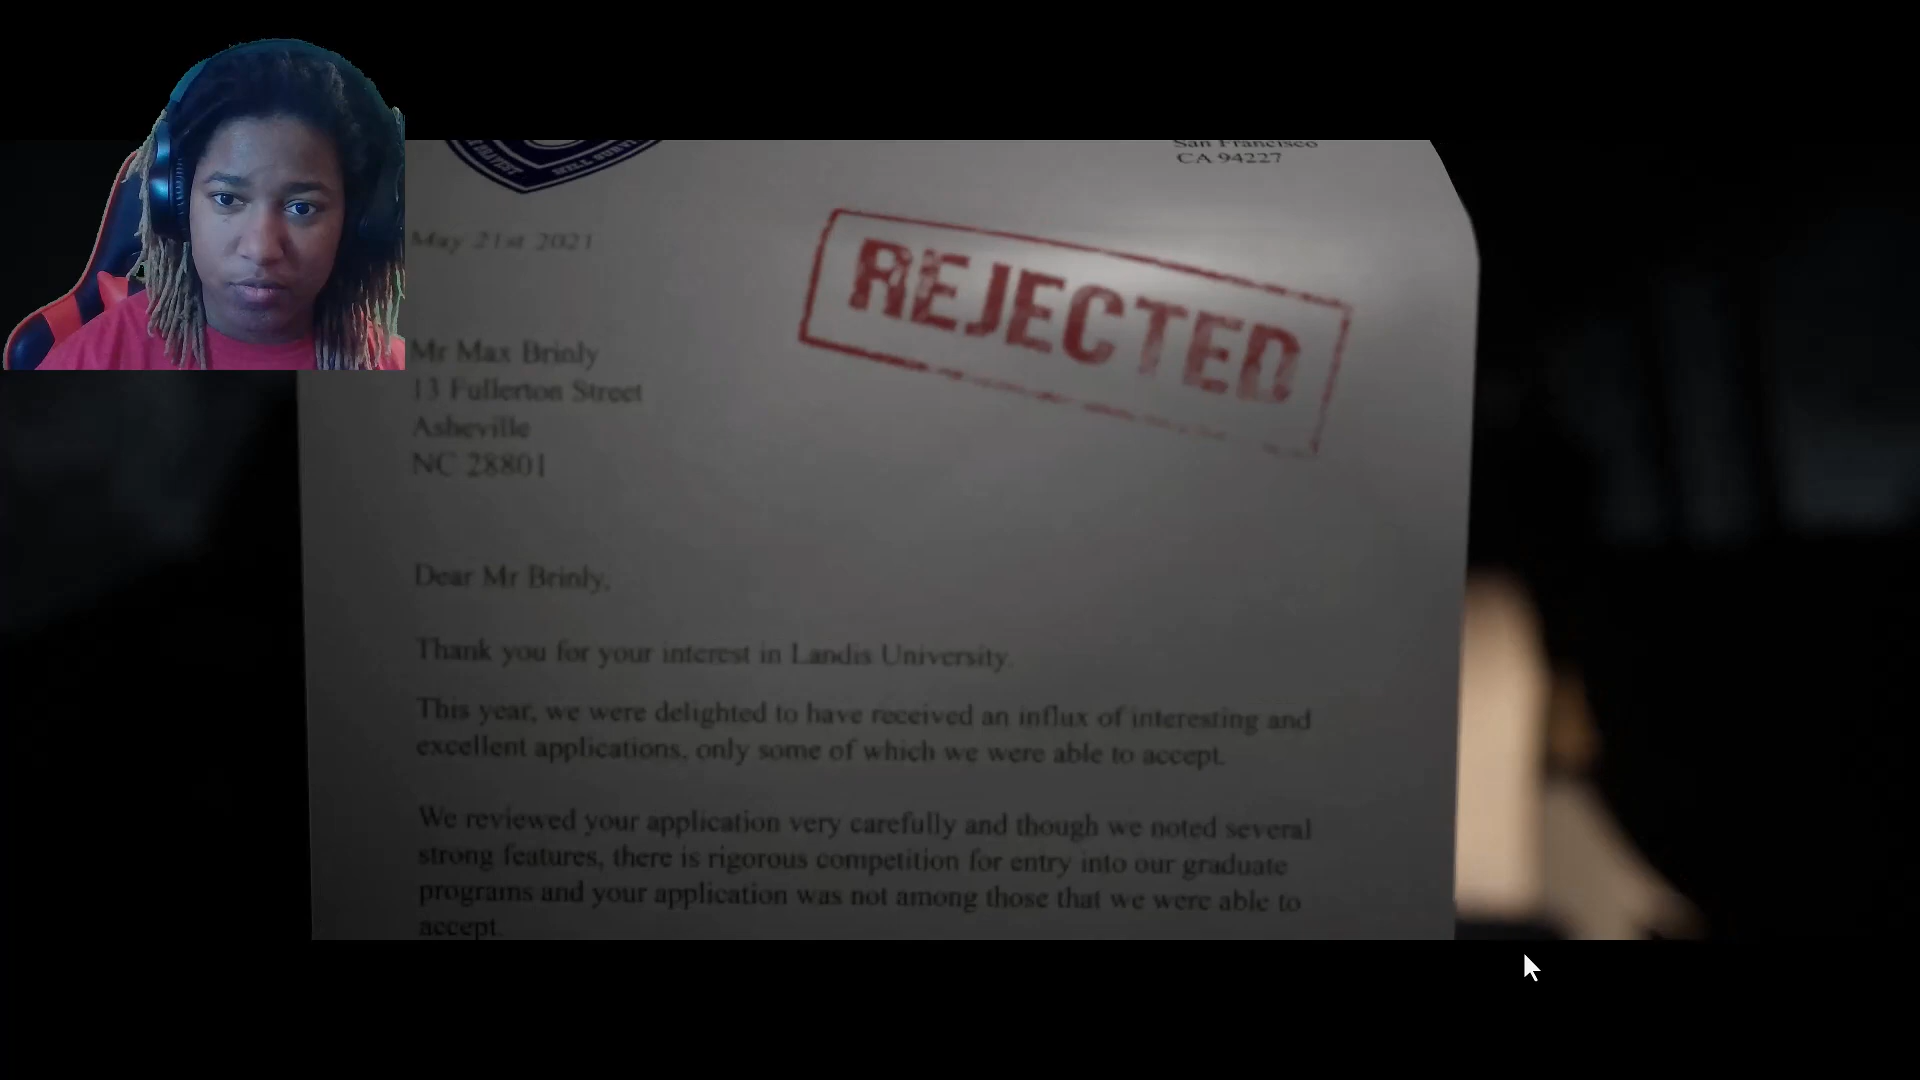 San Francisco
CA 94227
REJECTED
May 21st 2021
Mr Max Brinly
13 Fullerton Street
Asheville
NC 28801
Dear Mr Brinly,
Thank you for your interest in Landis University.
This year, we were delighted to have received an influx of interesting and
excellent applications, only some of which we were able to accept.
We reviewed your application very carefully and though we noted several
strong features, there is rigorous competition for entry into our graduate
programs and your application was not among those that we were able to
accept.